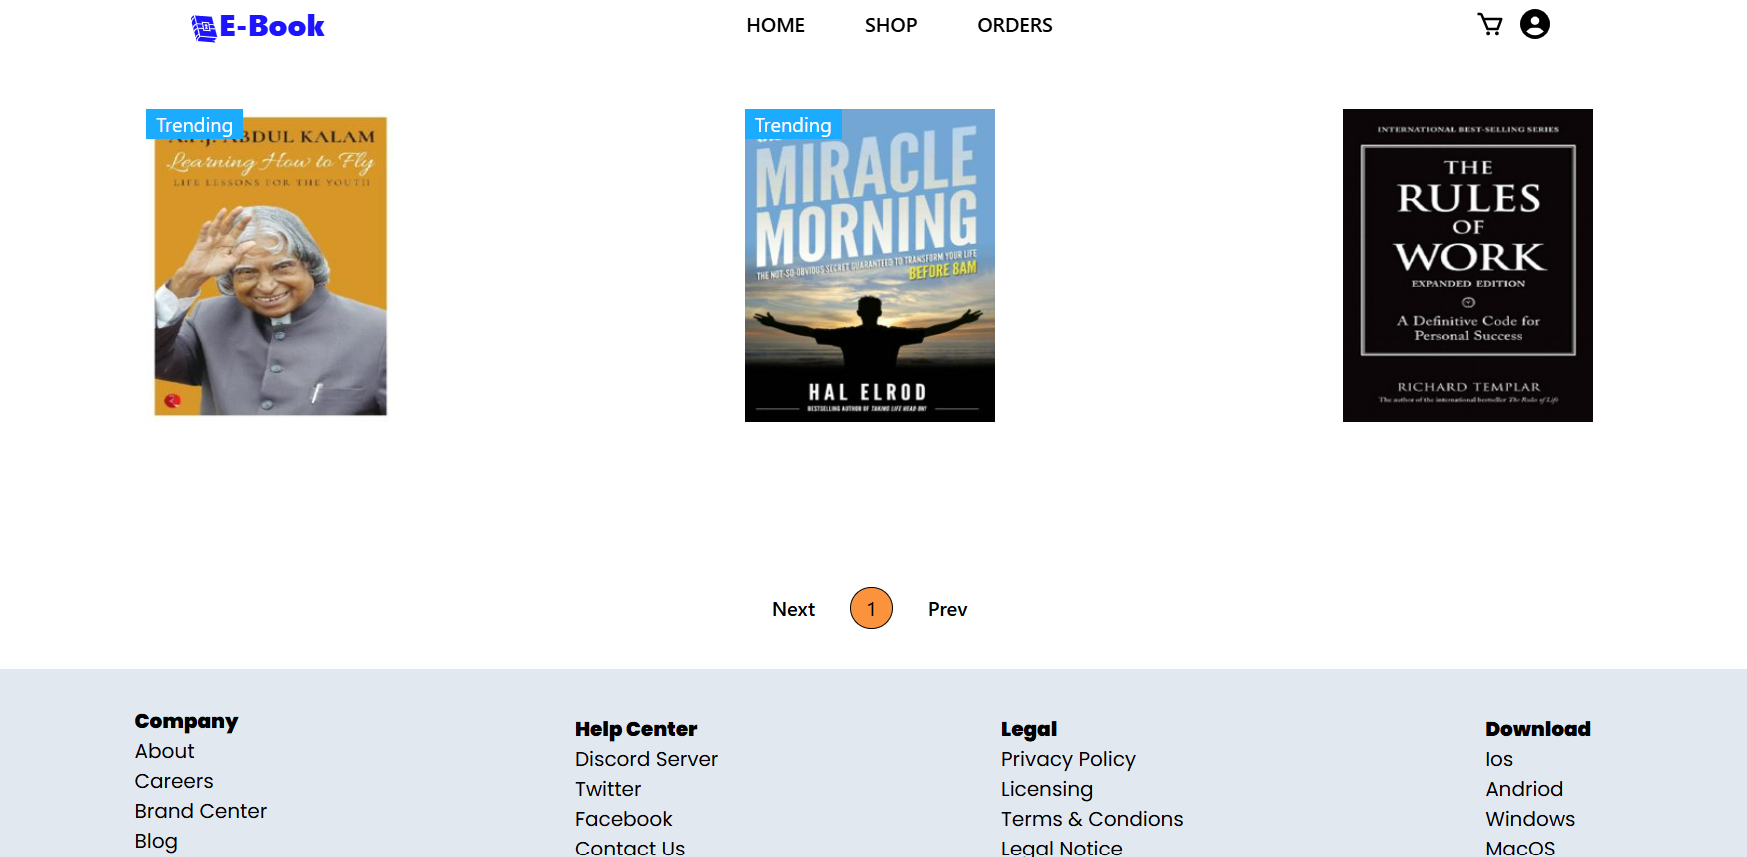 E-Book
HOME
SHOP
ORDERS
Trending
ABDUL KALAM
Learning How to Fly
LIFE LESSONS FOR THE YOUTH
Trending
MIRACLE
MORNING
THE NOT-SO-OBVIOUS SECRET GUARANTEED TO TRANSFORM YOUR LIFE
BEFORE 8AM
HAL ELROD
BESTSELLING AUTHOR OF TAKING LIFE HEAD ON!
INTERNATIONAL BEST-SELLING SERIES
THE
RULES
OF
WORK
EXPANDED EDITION
A Definitive Code for
Personal Success
RICHARD TEMPLAR
The author of the international bestseller The Rules of Life
Next
1
Prev
Company
About
Careers
Brand Center
Blog
Help Center
Discord Server
Twitter
Facebook
Contact Us
Legal
Privacy Policy
Licensing
Terms & Condions
Legal Notice
Download
Ios
Andriod
Windows
MacOS